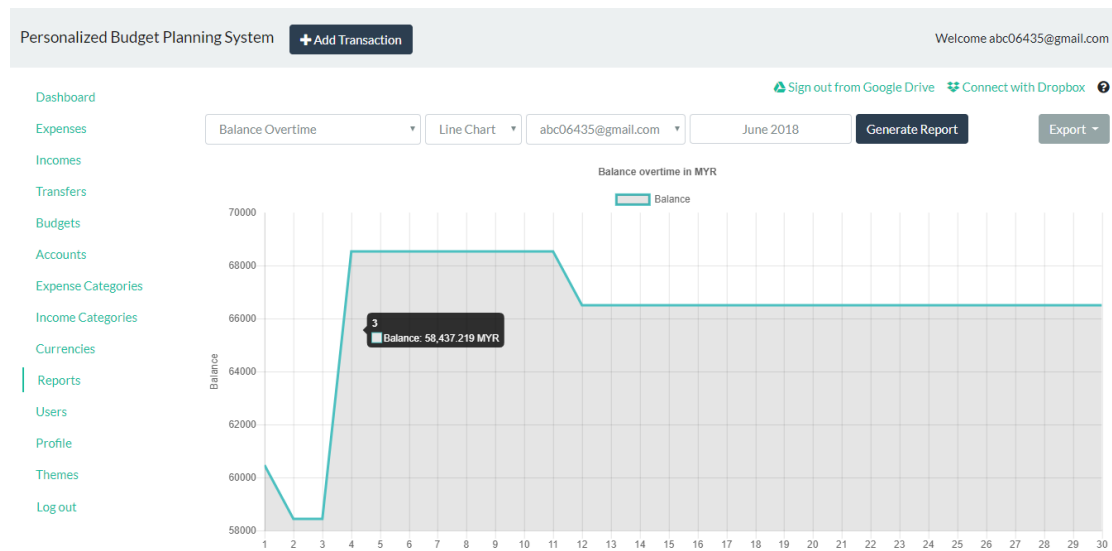 Personalized Budget Planning System
Add Transaction
Welcome abc06435@gmail.com
Sign out from Google Drive
Connect with Dropbox
?
Dashboard
Expenses
Incomes
Transfers
Budgets
Accounts
Expense Categories
Income Categories
Currencies
Reports
Users
Profile
Themes
Log out
Balance Overtime
Line Chart
abc06435@gmail.com
June 2018
Generate Report
Export
Balance overtime in MYR
Balance
70000
68000
66000
64000
62000
60000
58000
Balance
3
Balance: 58,437.219 MYR
1 2 3 4 5 6 7 8 9 10 11 12 13 14 15 16 17 18 19 20 21 22 23 24 25 26 27 28 29 30